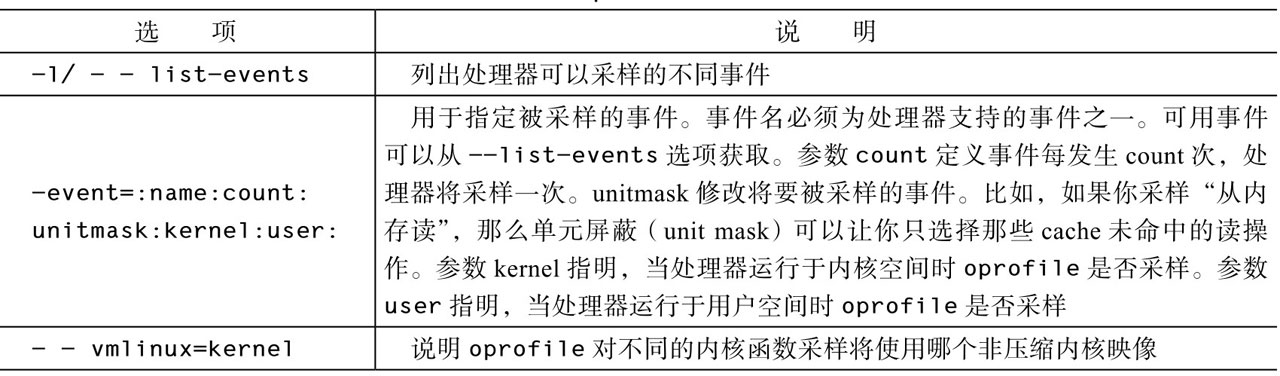 选 项 说 明
-l/ - - list-events 列出处理器可以采样的不同事件
用于指定被采样的事件。事件名必须为处理器支持的事件之一。可用事件
可以从 --list-events 选项获取。参数 count 定义事件每发生 count 次，处
-event=:name:count: 理器将采样一次。unitmask 修改将要被采样的事件。比如，如果你采样“从内
unitmask:kernel:user: 存读”，那么单元屏蔽（unit mask）可以让你只选择那些 cache 未命中的读操
作。参数 kernel 指明，当处理器运行于内核空间时 oprofile 是否采样。参数
user 指明，当处理器运行于用户空间时 oprofile 是否采样
- - vmlinux=kernel 说明 oprofile 对不同的内核函数采样将使用哪个非压缩内核映像